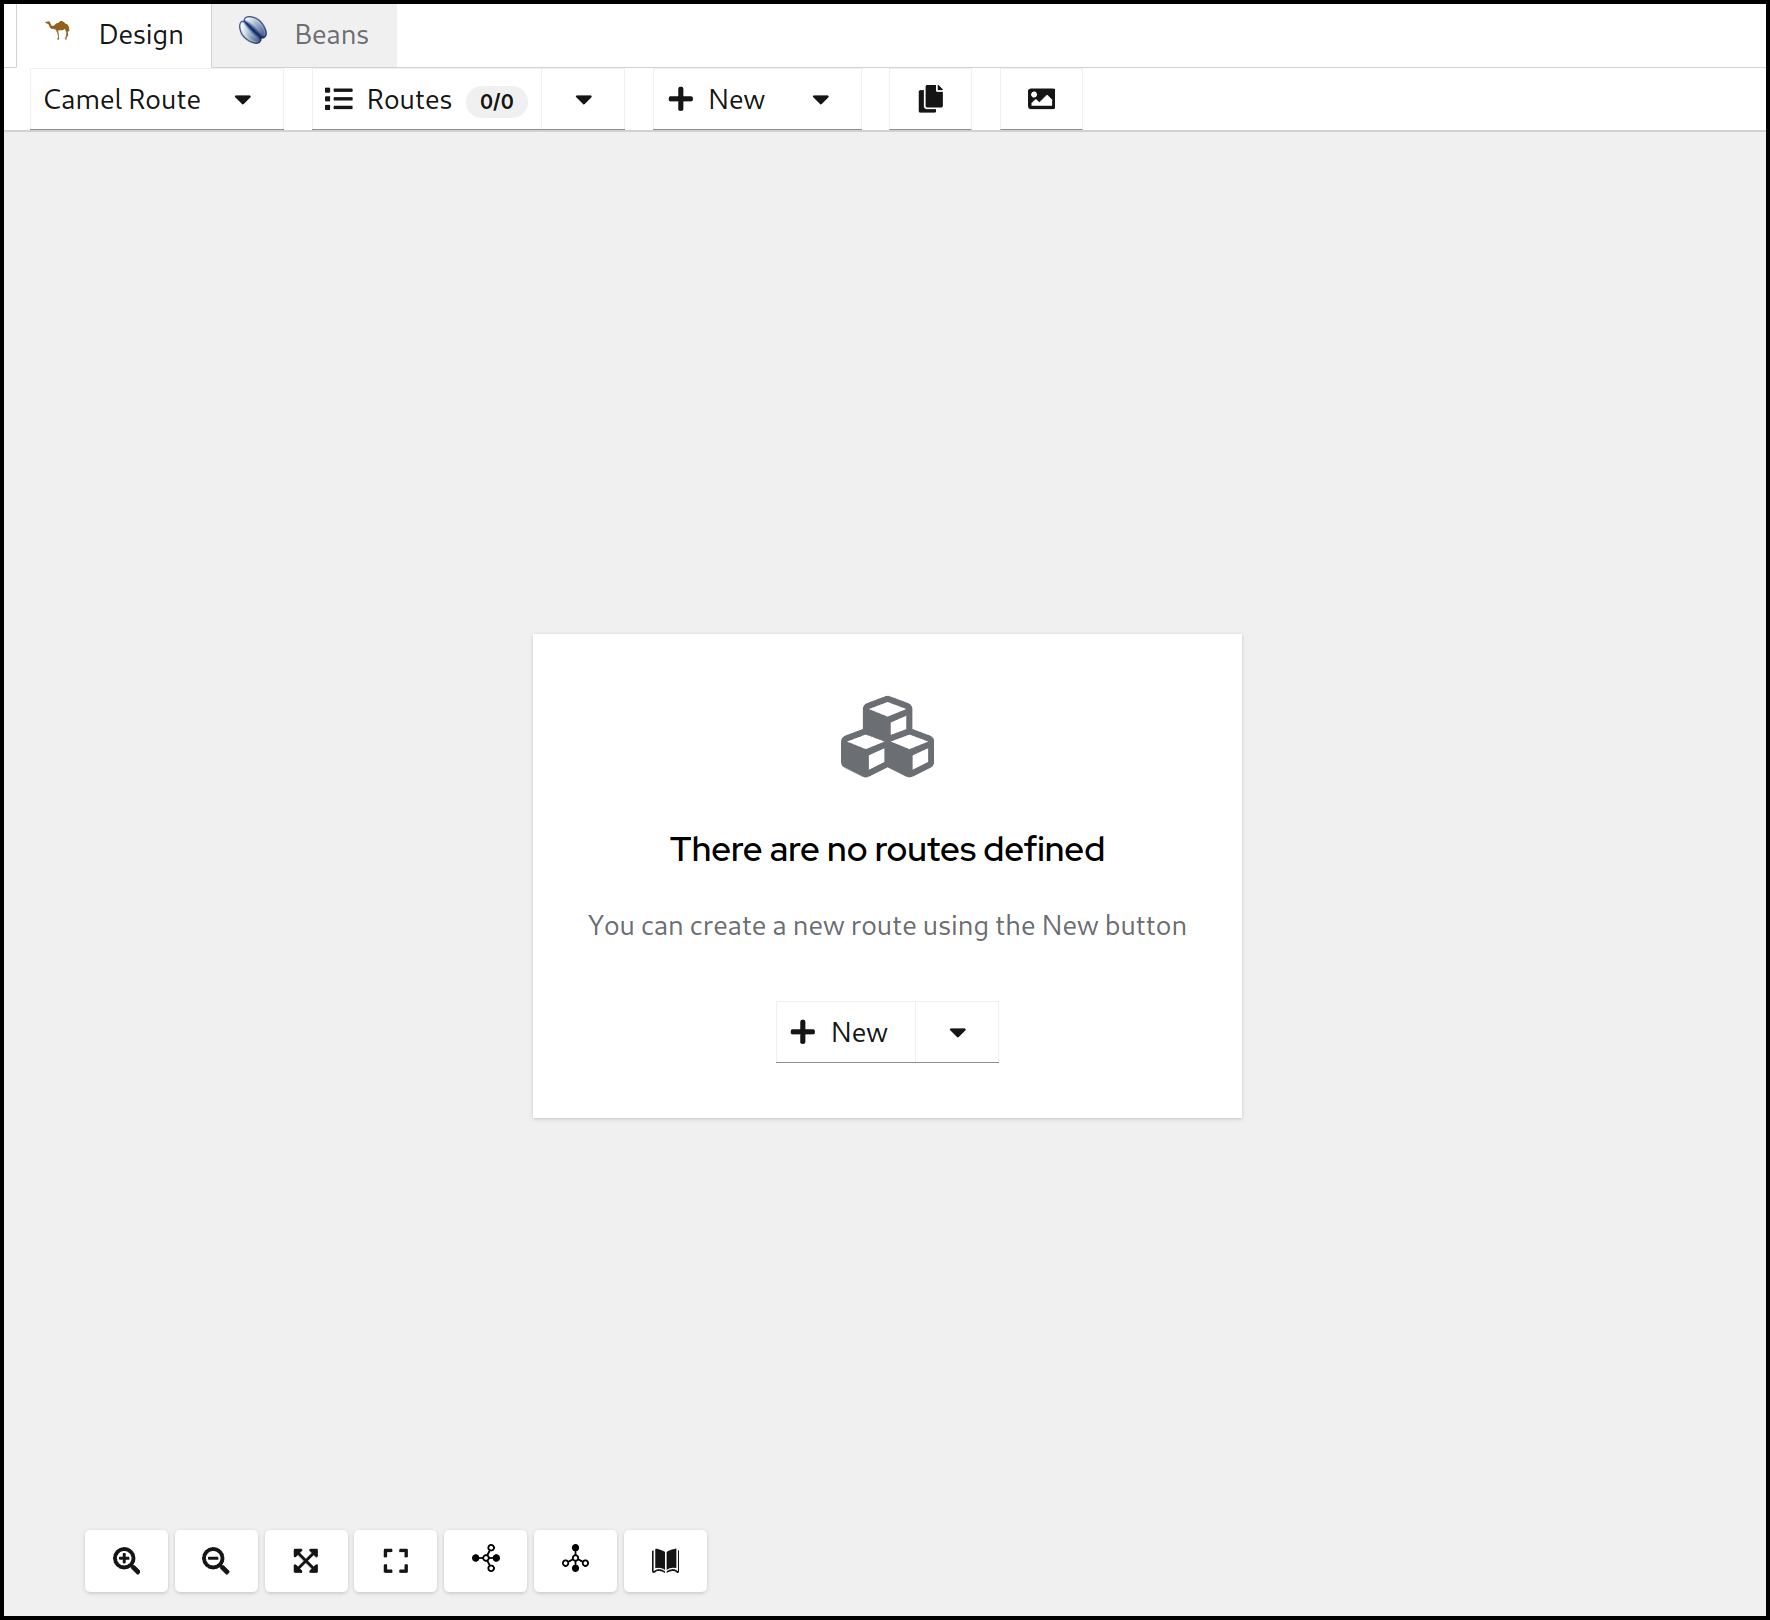 Design Beans
Camel Route Routes 0/0 New
There are no routes defined
You can create a new route using the New button
New